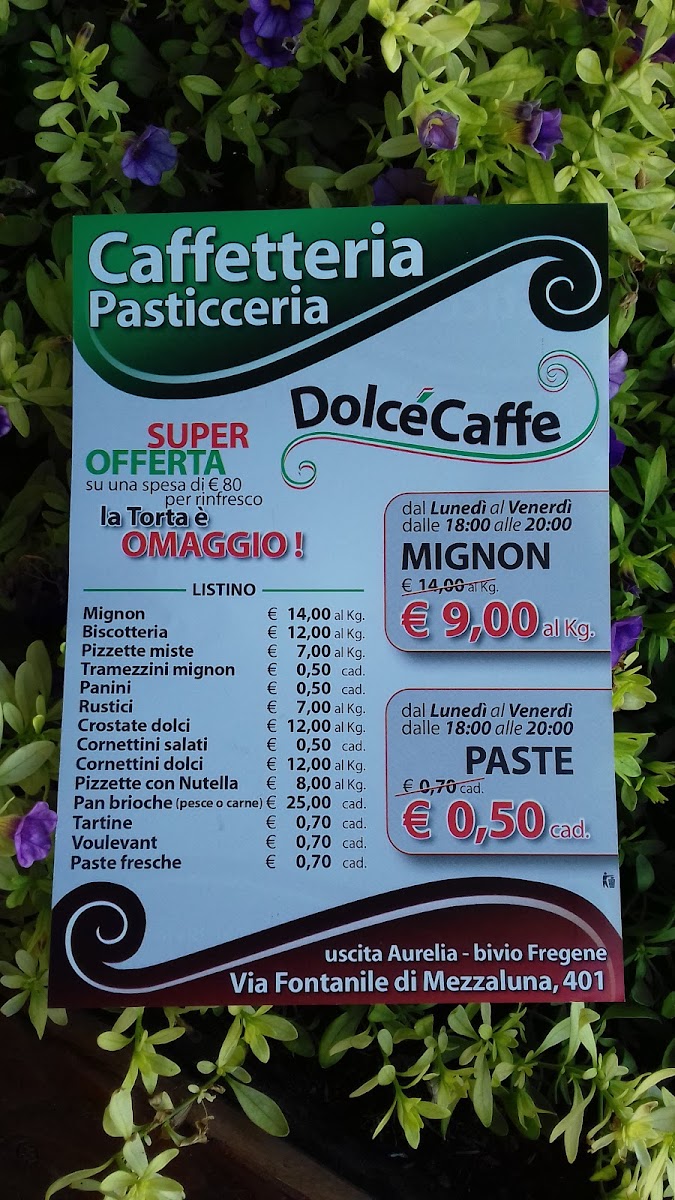 Caffetteria
Pasticceria
DolcéCaffe
SUPER
OFFERTA
su una spesa di € 80
per rinfresco
la Torta è
OMAGGIO !
LISTINO
Mignon € 14,00 al Kg.
Biscotteria € 12,00 al Kg.
Pizzette miste € 7,00 al Kg.
Tramezzini mignon € 0,50 cad.
Panini € 0,50 cad.
Rustici € 7,00 al Kg.
Crostate dolci € 12,00 al Kg.
Cornettini salati € 0,50 cad.
Cornettini dolci € 12,00 al Kg.
Pizzette con Nutella € 8,00 al Kg.
Pan brioche (pesce o carne) € 25,00 cad.
Tartine € 0,70 cad.
Voulevant € 0,70 cad.
Paste fresche € 0,70 cad.
dal Lunedì al Venerdì
dalle 18:00 alle 20:00
MIGNON
€ 14,00 al Kg.
€ 9,00 al Kg.
dal Lunedì al Venerdì
dalle 18:00 alle 20:00
PASTE
€ 0,70 cad.
€ 0,50 cad.
uscita Aurelia - bivio Fregene
Via Fontanile di Mezzaluna, 401